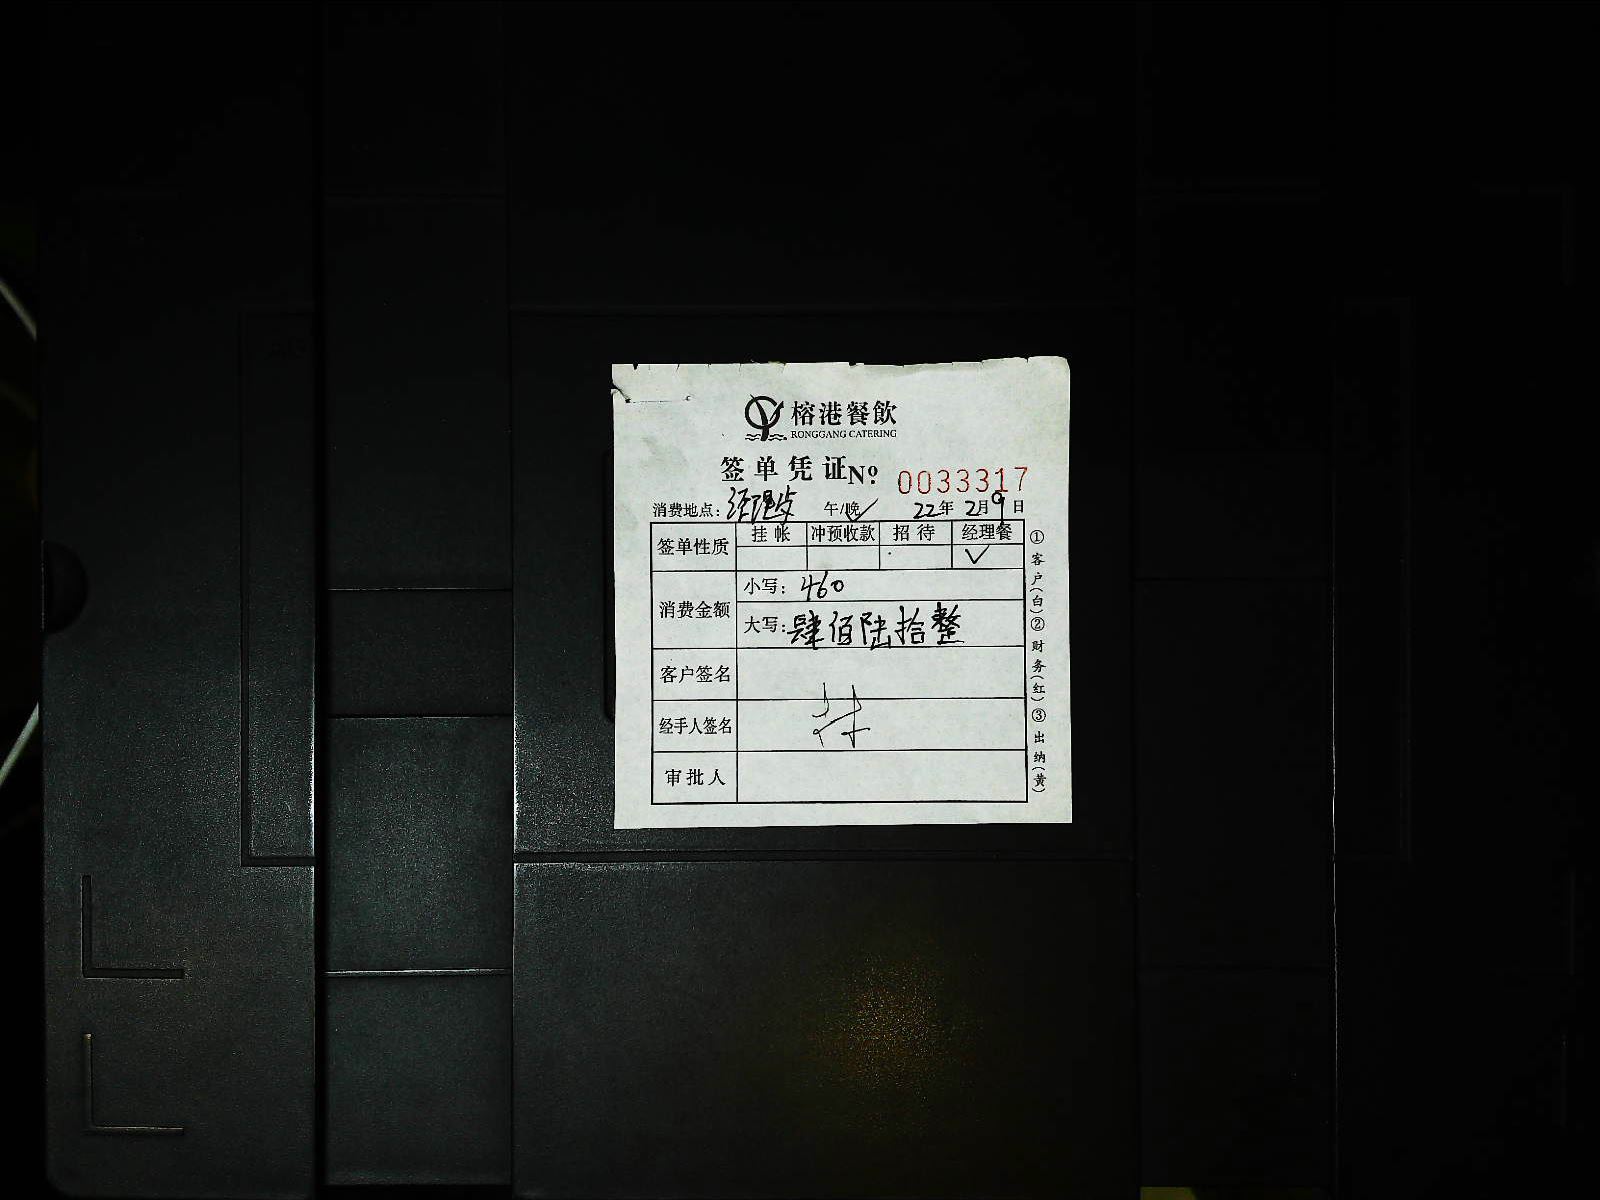 榕港餐飲
RONGGANG CATERING
签单凭证 No. 0033317
消费地点: 经理 午/晚✓ 22年 2月 9日
签单性质 挂帐 冲预收款 招待 经理餐
✓
消费金额 小写: 460
大写: 肆佰陆拾整
客户签名
经手人签名
审批人
①客户(白)②财务(红)③出纳(黄)